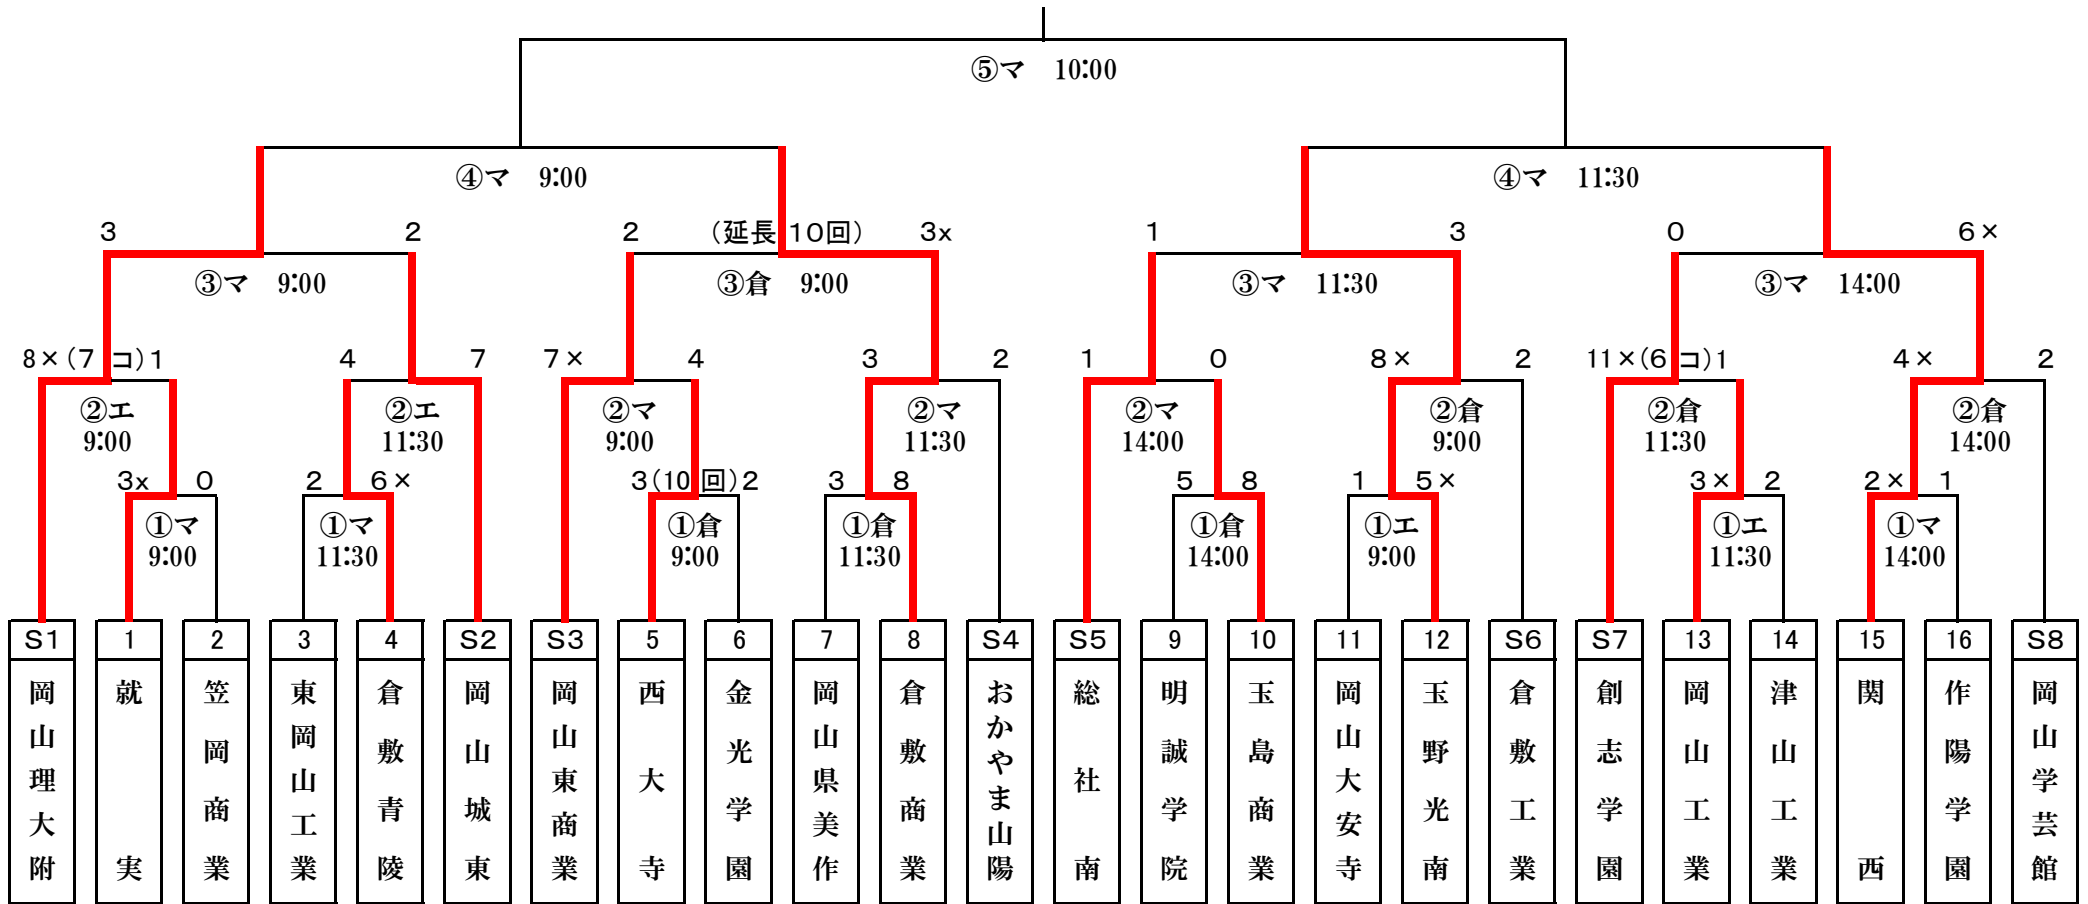 ⑤マ　10:00
④マ　9:00
④マ　11:30
3　2　2　(延長 10回)　3x　1　3　0　6×
③マ　9:00
③倉　9:00
③マ　11:30
③マ　14:00
8×(7 コ)1　4　7　7×　4　3　2　1　0　8×　2　11×(6 コ)1　4×　2
②エ　②エ　②マ　②マ　②マ　②倉　②倉　②倉
9:00　11:30　9:00　11:30　14:00　9:00　11:30　14:00
3x　0　2　6×　3(10 回)2　3　8　5　8　1　5×　3×　2　2×　1
①マ　①マ　①倉　①倉　①倉　①エ　①エ　①マ
9:00　11:30　9:00　11:30　14:00　9:00　11:30　14:00
S1　1　2　3　4　S2　S3　5　6　7　8　S4　S5　9　10　11　12　S6　S7　13　14　15　16　S8
岡山理大附
就実
笠岡商業
東岡山工業
倉敷青陵
岡山城東
岡山東商業
西大寺
金光学園
岡山県美作
倉敷商業
おかやま山陽
総社南
明誠学院
玉島商業
岡山大安寺
玉野光南
倉敷工業
創志学園
岡山工業
津山工業
関西
作陽学園
岡山学芸館